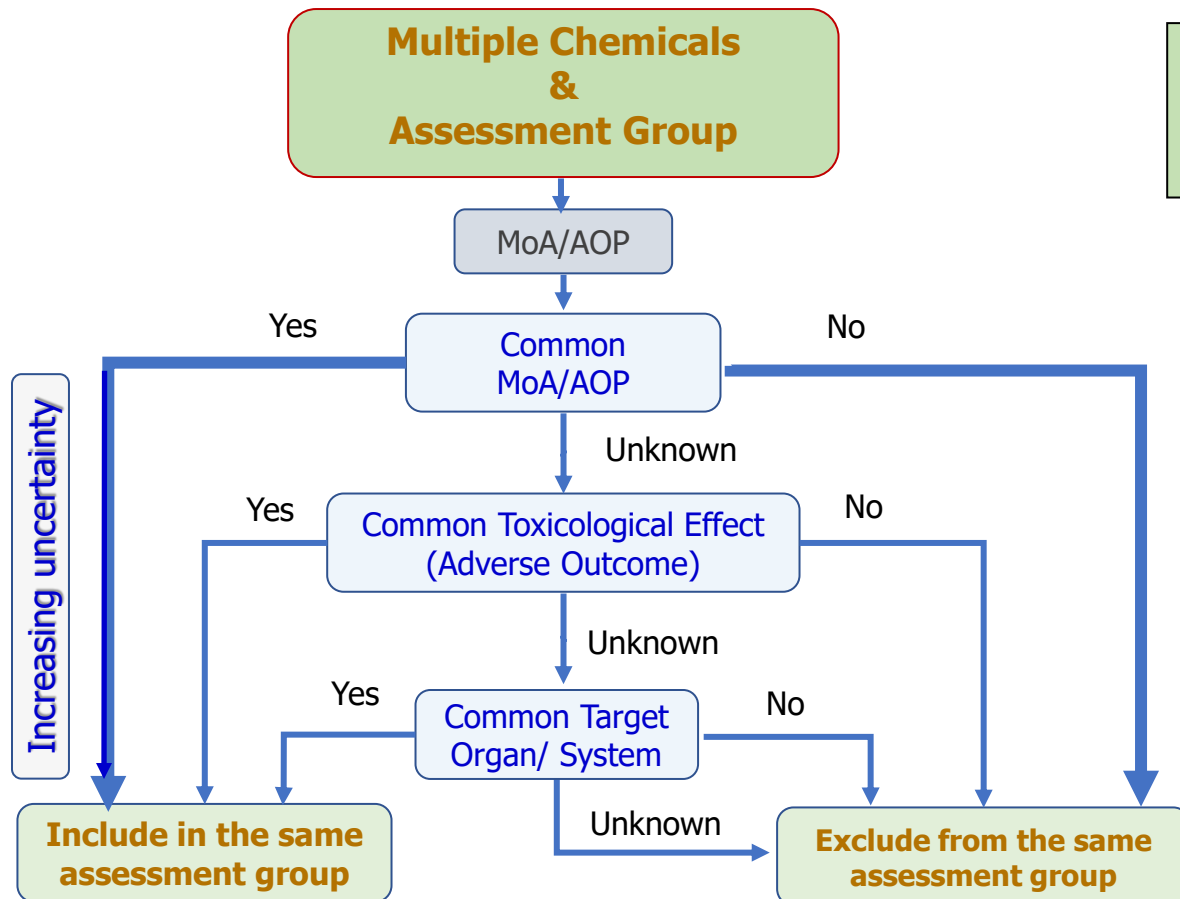 Multiple Chemicals
&
Assessment Group
MoA/AOP
Yes
No
Common
MoA/AOP
Increasing uncertainty
Unknown
Yes
No
Common Toxicological Effect
(Adverse Outcome)
Unknown
Yes
No
Common Target
Organ/ System
Unknown
Include in the same
assessment group
Exclude from the same
assessment group